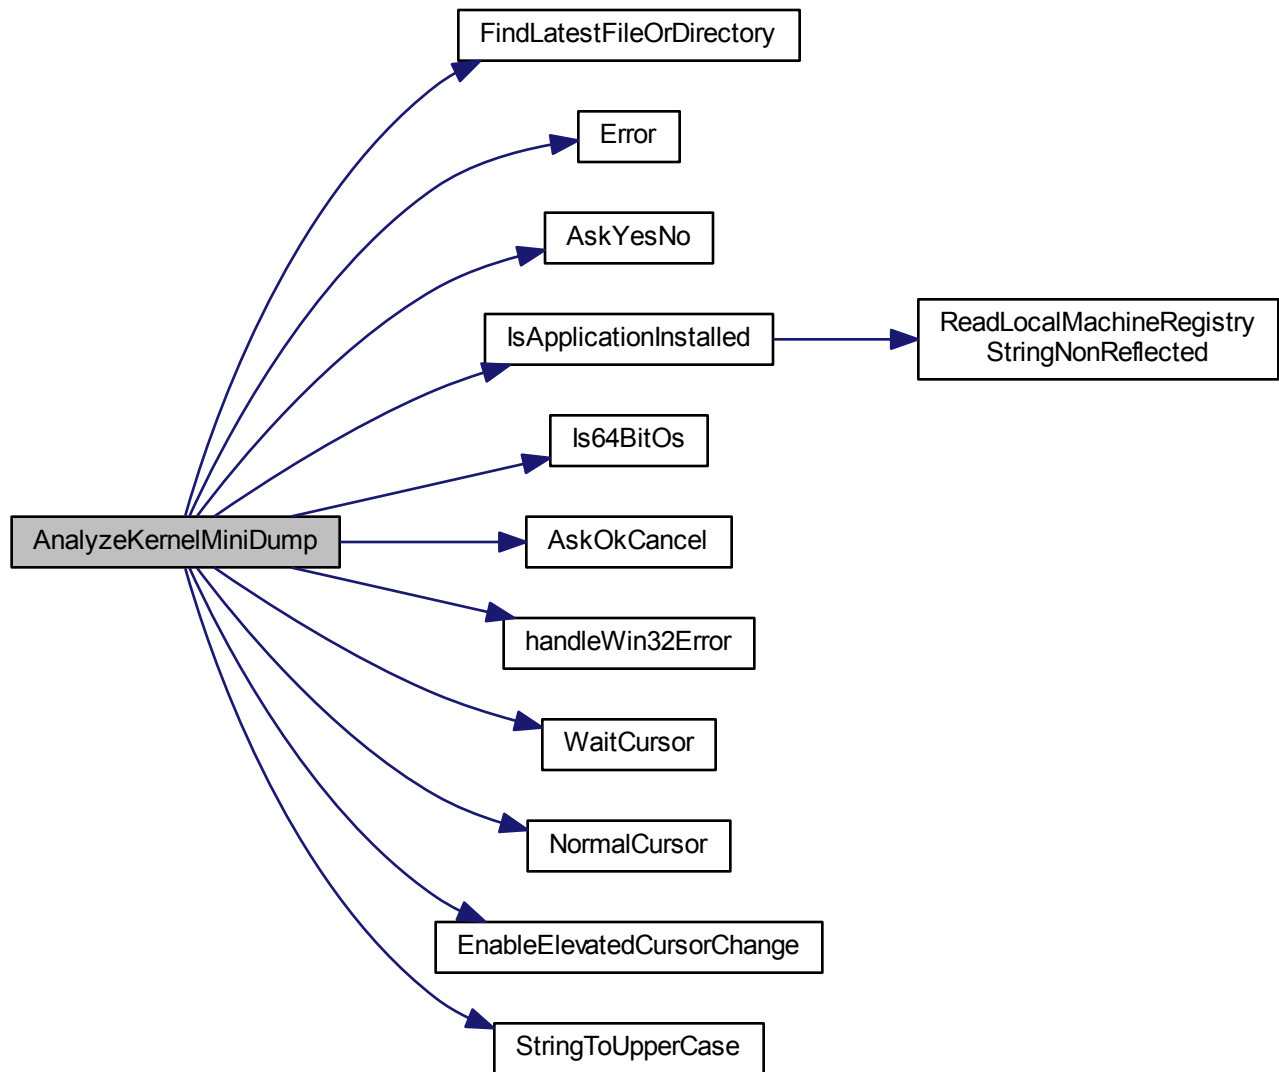 FindLatestFileOrDirectory
Error
AskYesNo
IsApplicationInstalled
ReadLocalMachineRegistry
StringNonReflected
Is64BitOs
AnalyzeKernelMiniDump
AskOkCancel
handleWin32Error
WaitCursor
NormalCursor
EnableElevatedCursorChange
StringToUpperCase